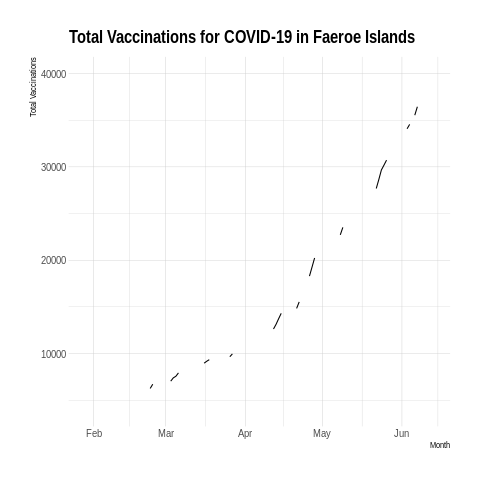 Total Vaccinations for COVID-19 in Faeroe Islands
Total Vaccinations
40000
30000
20000
10000
Feb Mar Apr May Jun
Month